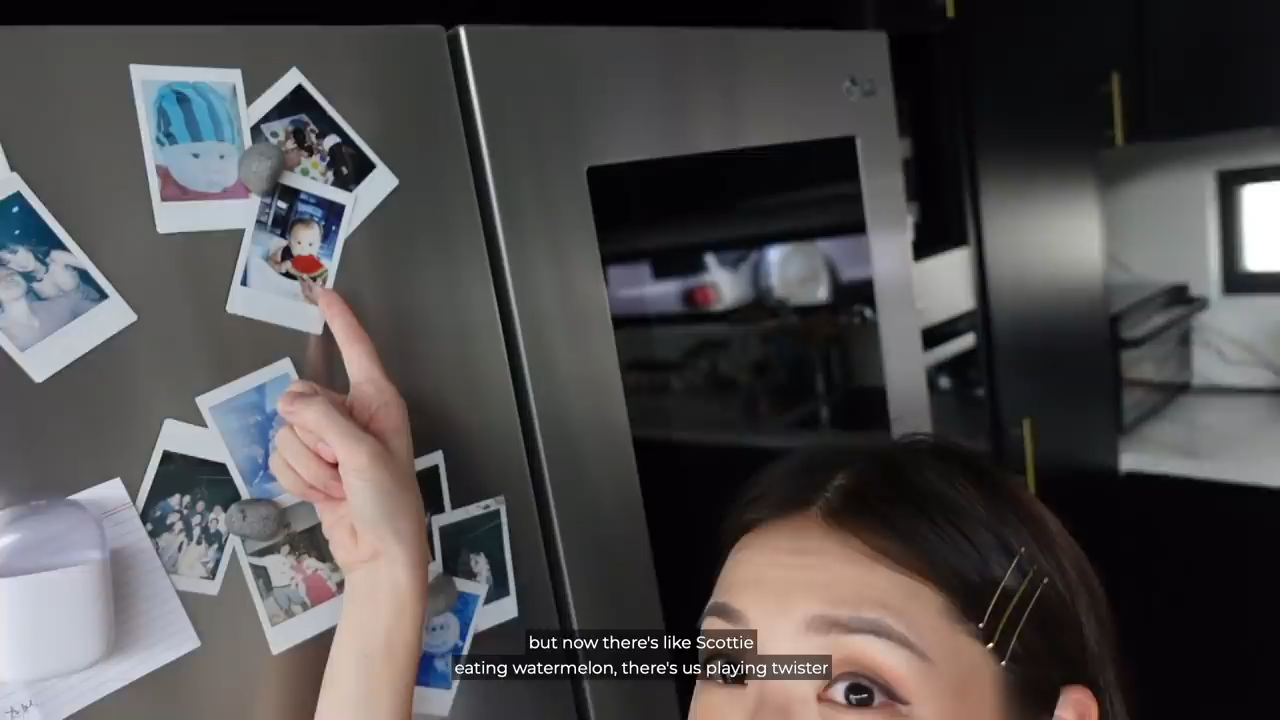 but now there's like Scottie
eating watermelon, there's us playing twister